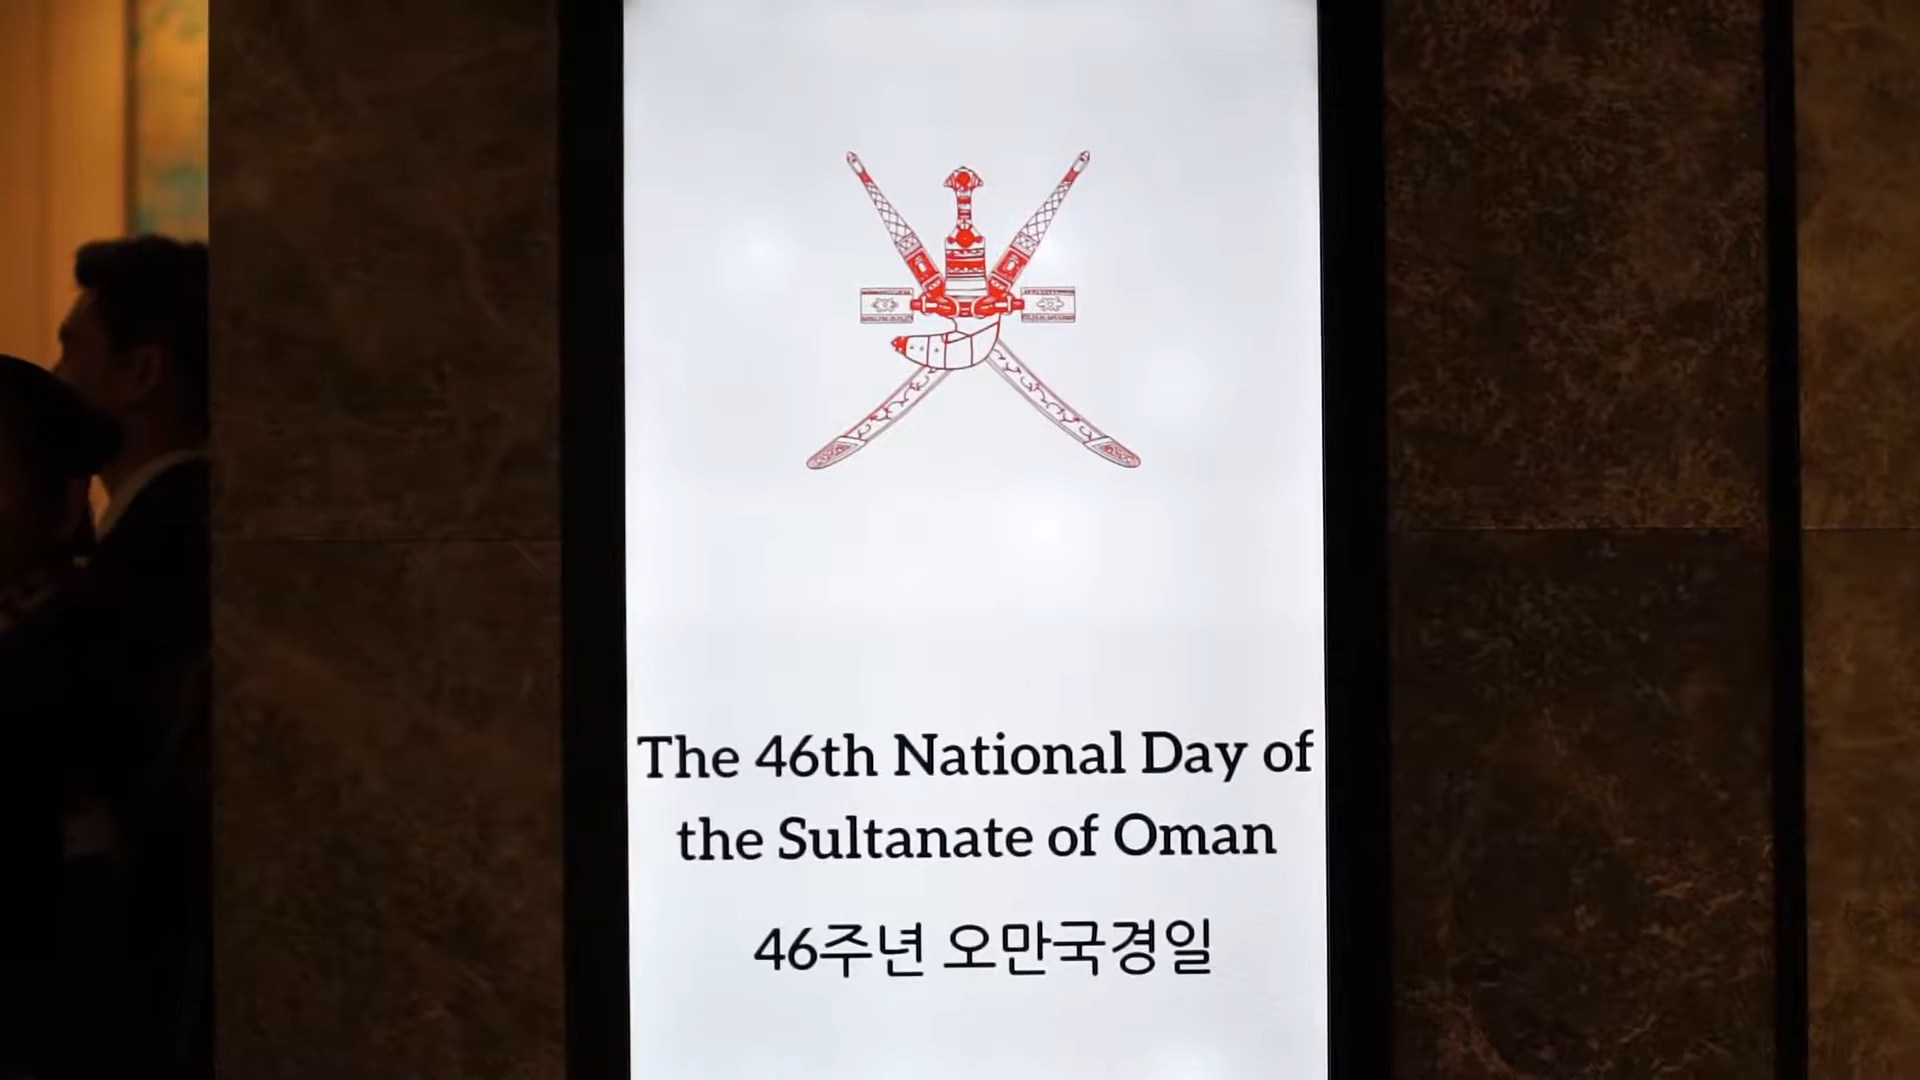 The 46th National Day of
the Sultanate of Oman
46주년 오만국경일